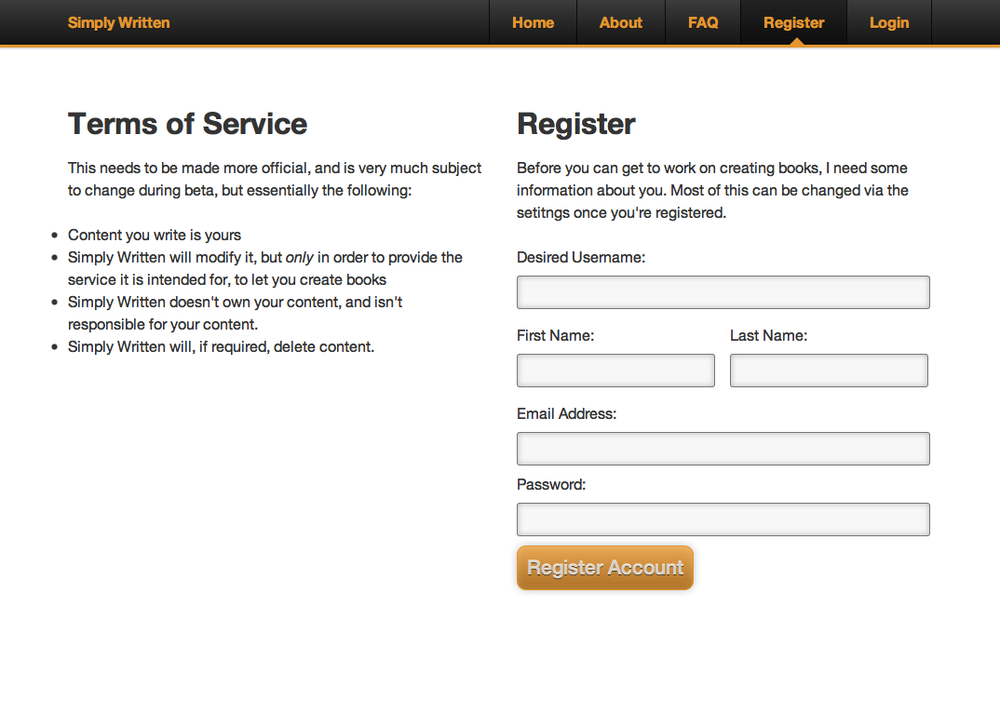 Simply Written
Home
About
FAQ
Register
Login
Terms of Service
This needs to be made more official, and is very much subject
to change during beta, but essentially the following:
Content you write is yours
Simply Written will modify it, but only in order to provide the
service it is intended for, to let you create books
Simply Written doesn't own your content, and isn't
responsible for your content.
Simply Written will, if required, delete content.
Register
Before you can get to work on creating books, I need some
information about you. Most of this can be changed via the
setitngs once you're registered.
Desired Username:
First Name:
Last Name:
Email Address:
Password:
Register Account